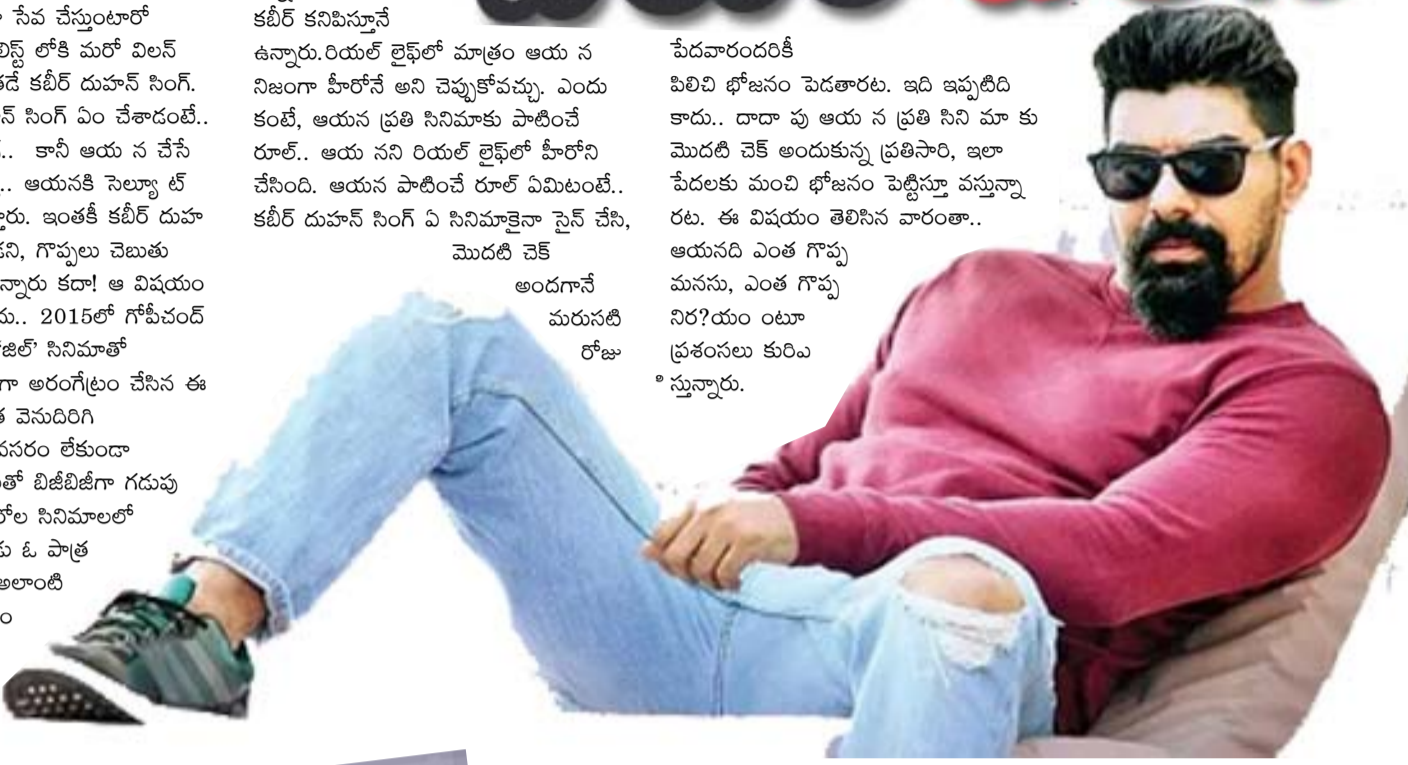 సేవ చేస్తుంటారో
లోకి మరో విలన్
కబీర్ దుహన్ సింగ్.
సింగ్ ఏం చేశాడంటే..
కానీ ఆయ న చేసే
.. ఆయనకి సెల్యూ ట్
ఇంతకీ కబీర్ దుహ
గొప్పలు చెబుతు
న్నారు కదా! ఆ విషయం
2015లో గోపీచంద్
సినిమాతో
గా అరంగేట్రం చేసిన ఈ
వెనుదిరిగి
లేకుండా
తో బిజీబిజీగా గడుపు
సినిమాలలో
ఓ పాత్ర
అలాంటి
కబీర్ కనిపిస్తూనే
ఉన్నారు.రియల్ లైఫ్‌లో మాత్రం ఆయ న
నిజంగా హీరోనే అని చెప్పుకోవచ్చు. ఎందు
కంటే, ఆయన ప్రతి సినిమాకు పాటించే
రూల్.. ఆయ నని రియల్ లైఫ్‌లో హీరోని
చేసింది. ఆయన పాటించే రూల్ ఏమిటంటే..
కబీర్ దుహన్ సింగ్ ఏ సినిమాకైనా సైన్ చేసి,
మొదటి చెక్
అందగానే
మరుసటి
రోజు
పేదవారందరికీ
పిలిచి భోజనం పెడతారట. ఇది ఇప్పటిది
కాదు.. దాదా పు ఆయ న ప్రతి సిని మా కు
మొదటి చెక్ అందుకున్న ప్రతిసారి, ఇలా
పేదలకు మంచి భోజనం పెట్టిస్తూ వస్తున్నా
రట. ఈ విషయం తెలిసిన వారంతా..
ఆయనది ఎంత గొప్ప
మనసు, ఎంత గొప్ప
నిర?యం ంటూ
ప్రశంసలు కురిఎ
స్తున్నారు.